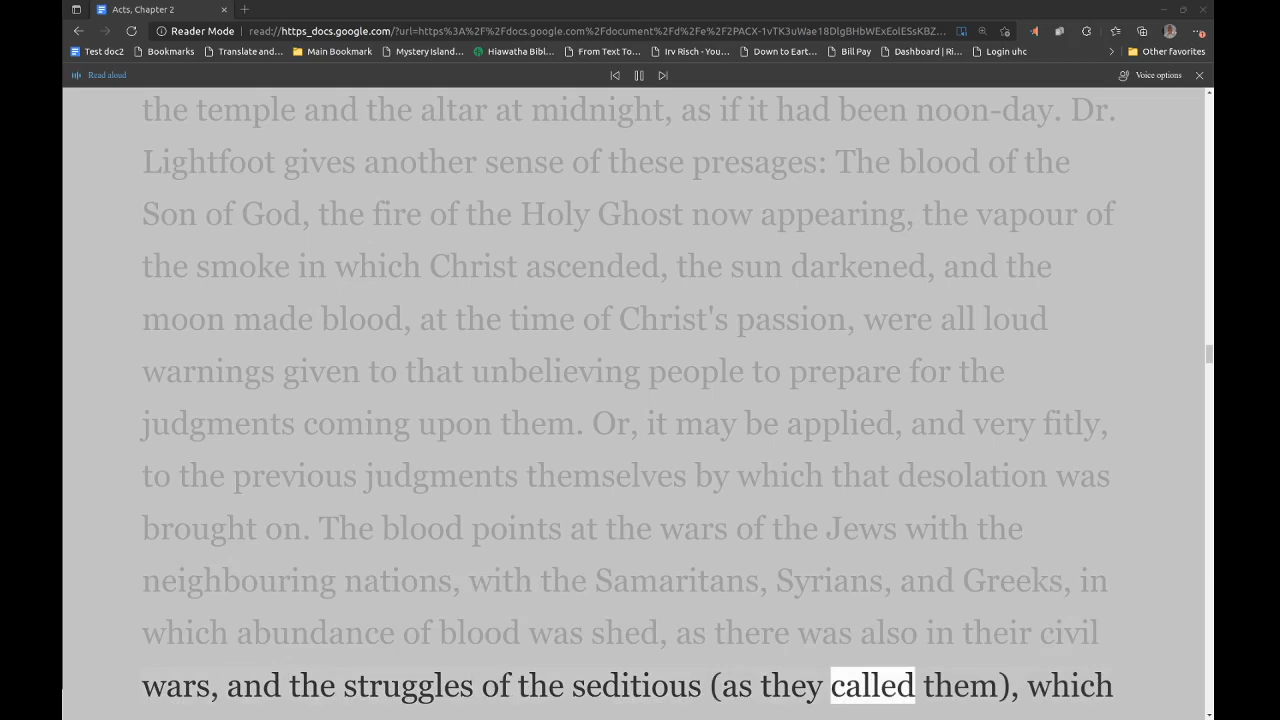 Acts, Chapter 2
Reader Mode read://https_docs.google.com/?url=https%3A%2F%2Fdocs.google.com%2Fdocument%2Fd%2Fe%2F2PACX-1vTK3uWae18DlgBHbWExEolESsKBZ...
Test doc2 Bookmarks Translate and... Main Bookmark Mystery Island... Hiawatha Bibl... From Text To... Irv Risch - You... Down to Eart... Bill Pay Dashboard | Ri... Login uhc Other favorites
Read aloud Voice options
the temple and the altar at midnight, as if it had been noon-day. Dr.
Lightfoot gives another sense of these presages: The blood of the
Son of God, the fire of the Holy Ghost now appearing, the vapour of
the smoke in which Christ ascended, the sun darkened, and the
moon made blood, at the time of Christ's passion, were all loud
warnings given to that unbelieving people to prepare for the
judgments coming upon them. Or, it may be applied, and very fitly,
to the previous judgments themselves by which that desolation was
brought on. The blood points at the wars of the Jews with the
neighbouring nations, with the Samaritans, Syrians, and Greeks, in
which abundance of blood was shed, as there was also in their civil
wars, and the struggles of the seditious (as they called them), which